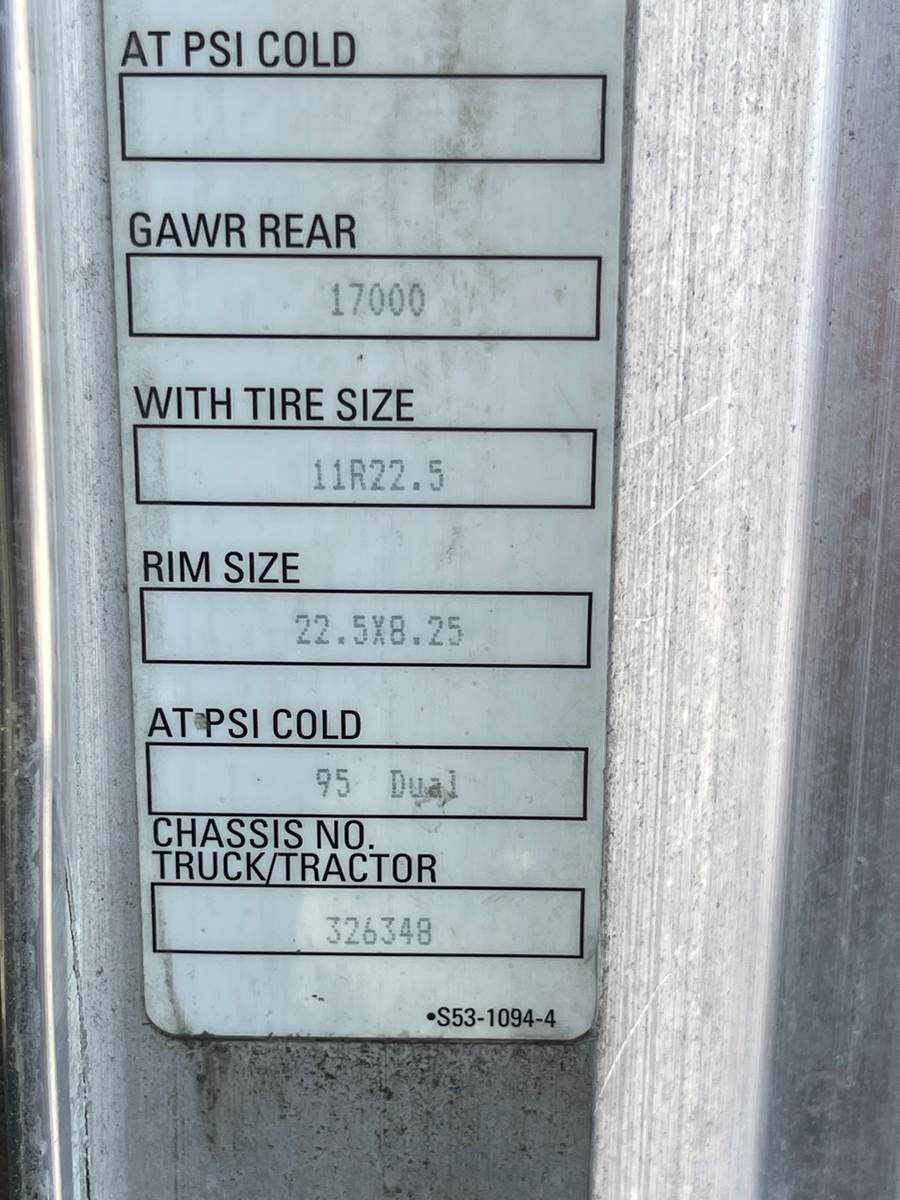 AT PSI COLD
GAWR REAR
17000
WITH TIRE SIZE
11R22.5
RIM SIZE
22.5X8.25
AT PSI COLD
95 Dual
CHASSIS NO.
TRUCK/TRACTOR
326348
•S53-1094-4